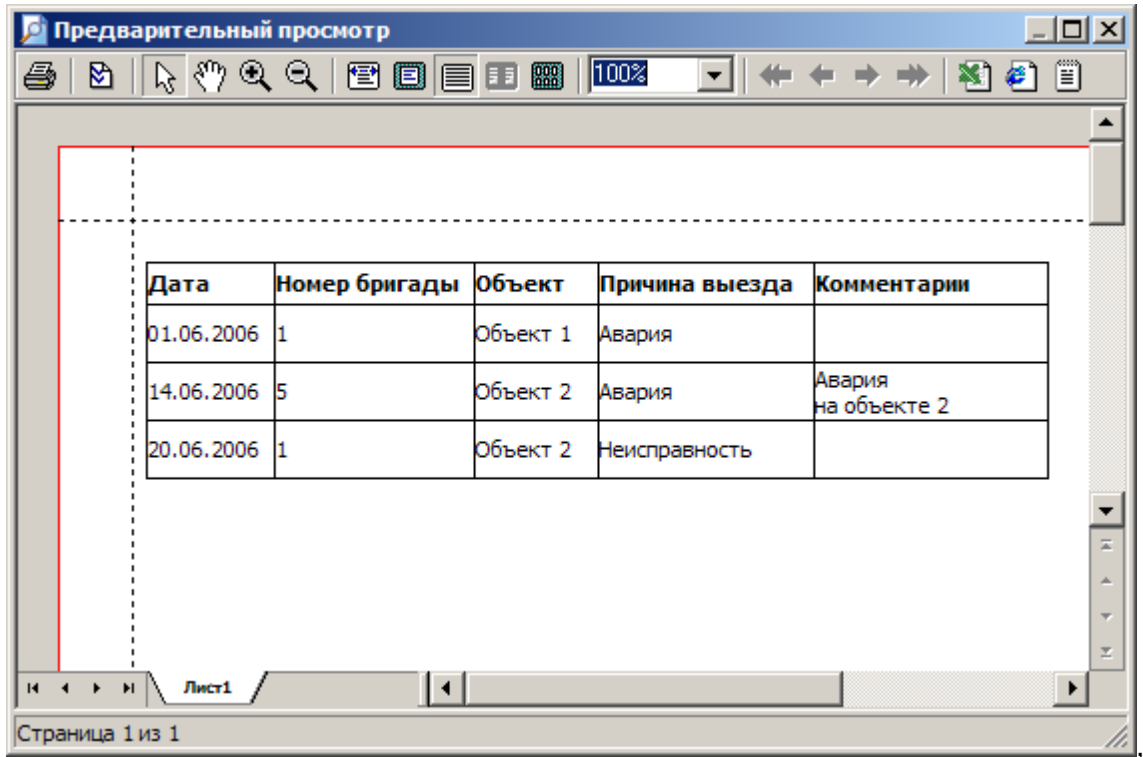 Предварительный просмотр
100%
Дата Номер бригады Объект Причина выезда Комментарии
01.06.2006 1 Объект 1 Авария
14.06.2006 5 Объект 2 Авария Авария
на объекте 2
20.06.2006 1 Объект 2 Неисправность
Лист1
Страница 1 из 1
,